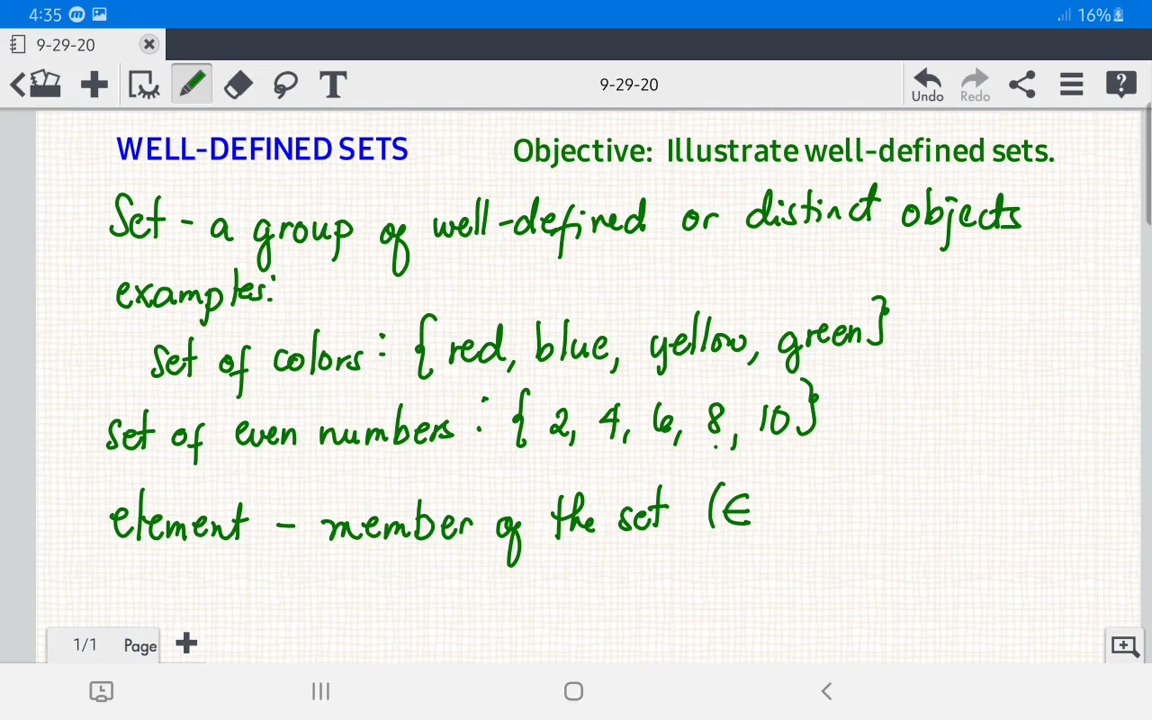 4:35 16%
9-29-20
T 9-29-20 Undo Redo ?
WELL-DEFINED SETS Objective: Illustrate well-defined sets.
Set - a group of well-defined or distinct objects
examples:
set of colors : { red, blue, yellow, green}
set of even numbers : { 2, 4, 6, 8, 10}
element - member of the set (∈
1/1 Page